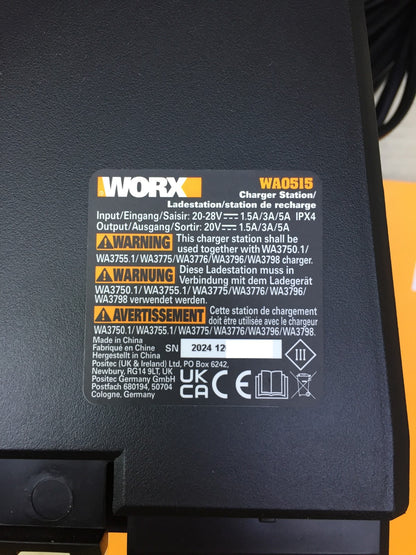 WORX
WA0515
Charger Station/
Ladestation/station de recharge
Input/Eingang/Saisir: 20-28V⎓ 1.5A/3A/5A IPX4
Output/Ausgang/Sortir: 20V⎓ 1.5A/3A/5A
WARNING This charger station shall be
used together with WA3750.1/
WA3755.1/ WA3775/WA3776/WA3796/WA3798 charger.
WARNUNG Diese Ladestation muss in
Verbindung mit dem Ladegerät
WA3750.1/ WA3755.1/ WA3775/WA3776/WA3796/
WA3798 verwendet werden.
AVERTISSEMENT Cette station de chargement
doit être utilisée avec le chargeur
WA3750.1/WA3755.1/WA3775/WA3776/WA3796/WA3798.
Made in China
Fabriqué en Chine
Hergestellt in China
SN 2024 12
Positec (UK & Ireland) Ltd, PO Box 6242,
Newbury, RG14 9LT, UK
Positec Germany GmbH
Postfach 680194, 50704
Cologne, Germany
UK
CA
CE
III